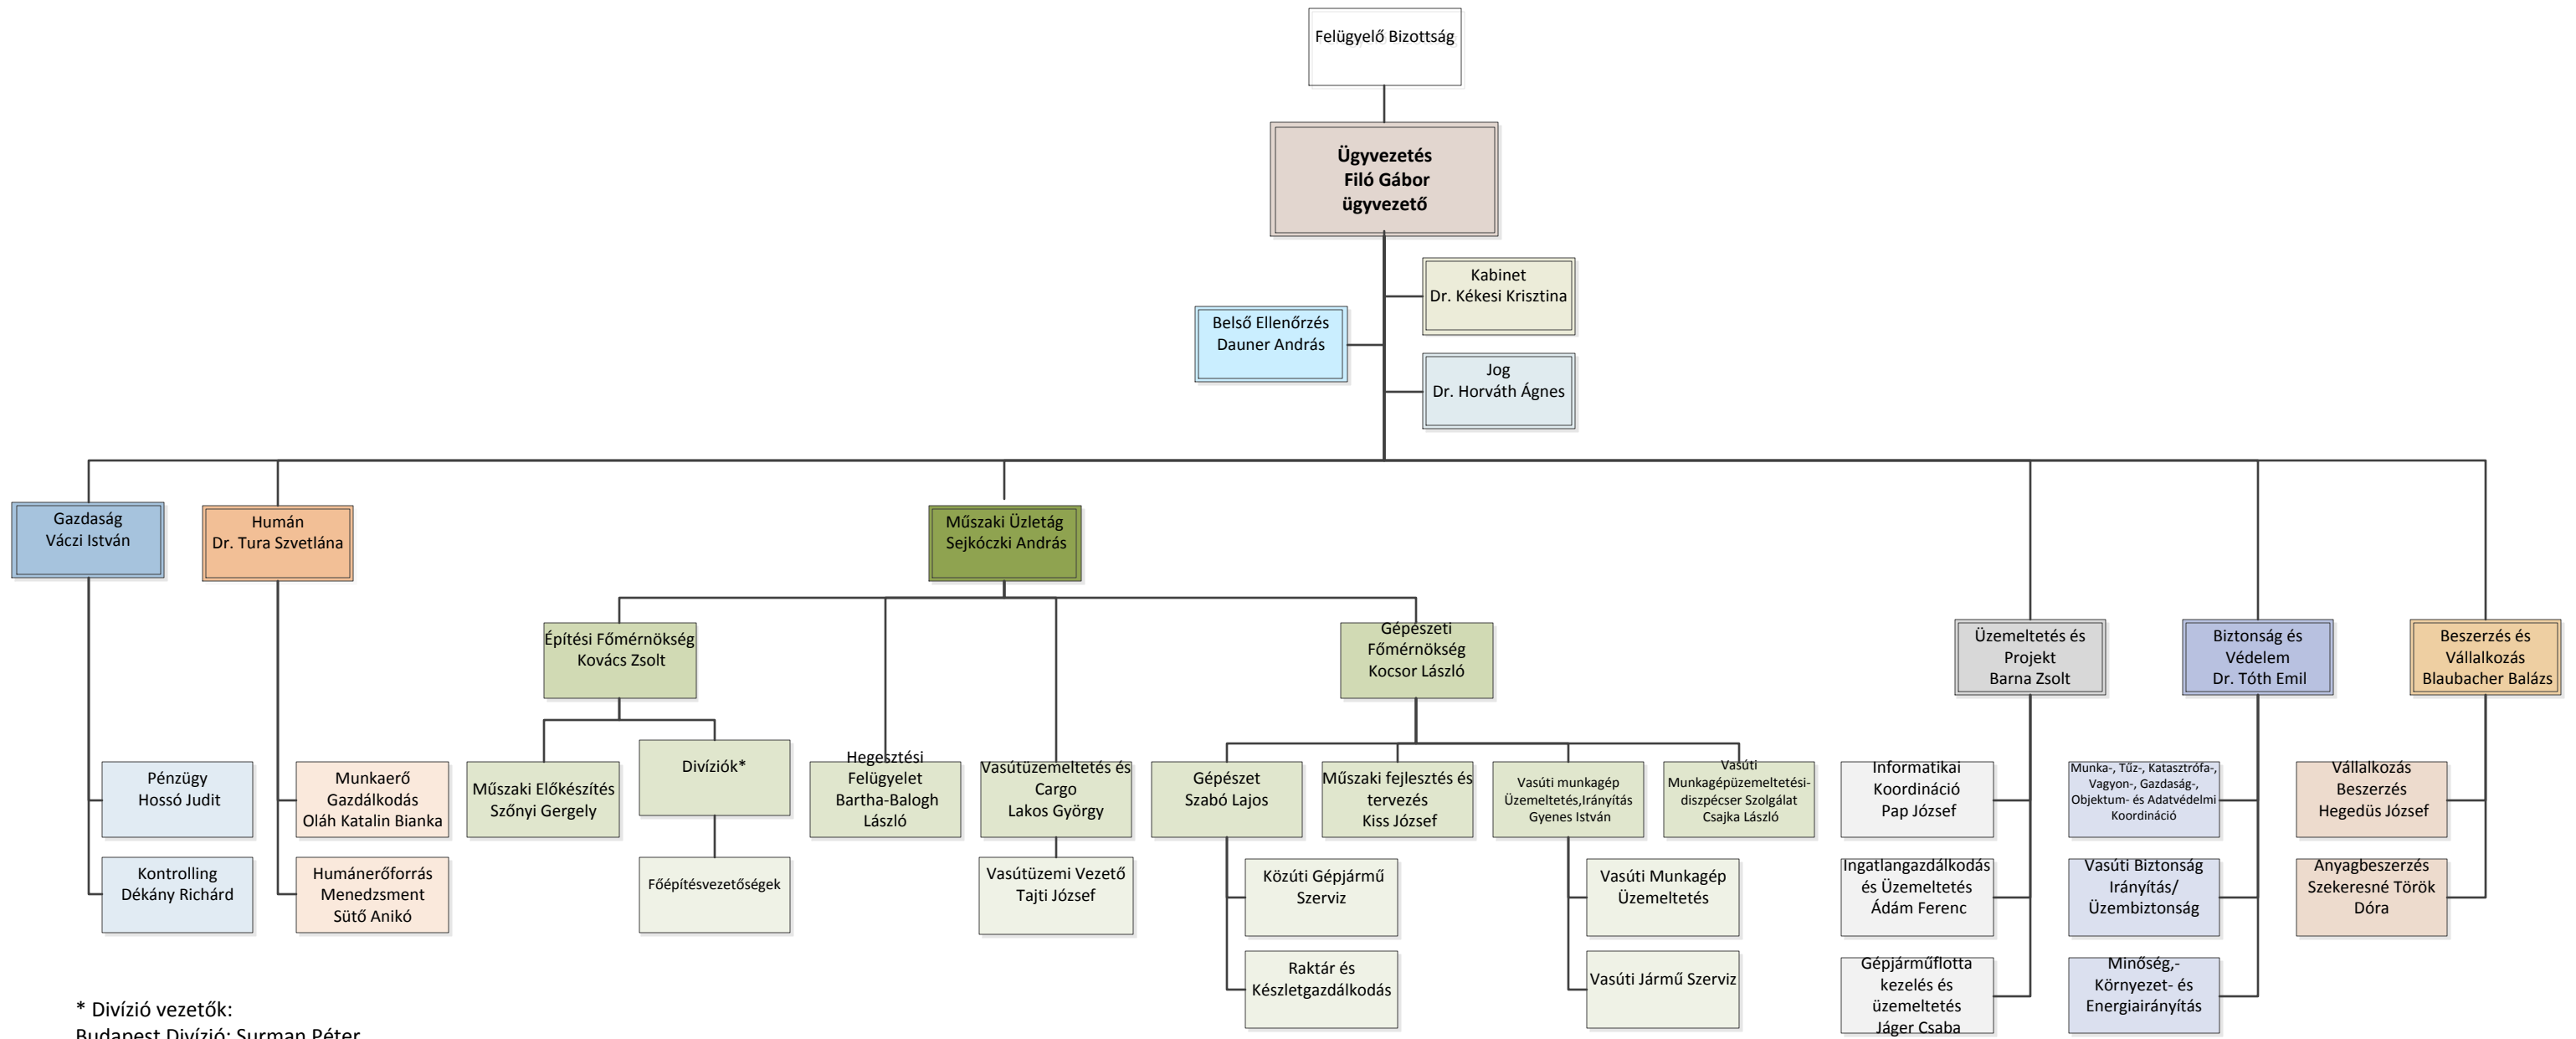 Felügyelő Bizottság
Ügyvezetés
Filó Gábor
ügyvezető
Kabinet
Dr. Kékesi Krisztina
Belső Ellenőrzés
Dauner András
Jog
Dr. Horváth Ágnes
Gazdaság
Váczi István
Humán
Dr. Tura Szvetlána
Műszaki Üzletág
Sejkóczki András
Építési Főmérnökség
Kovács Zsolt
Gépészeti
Főmérnökség
Kocsor László
Üzemeltetés és
Projekt
Barna Zsolt
Biztonság és
Védelem
Dr. Tóth Emil
Beszerzés és
Vállalkozás
Blaubacher Balázs
Pénzügy
Hossó Judit
Munkaerő
Gazdálkodás
Oláh Katalin Bianka
Műszaki Előkészítés
Szőnyi Gergely
Divíziók*
Hegesztési
Felügyelet
Bartha-Balogh
László
Vasútüzemeltetés és
Cargo
Lakos György
Gépészet
Szabó Lajos
Műszaki fejlesztés és
tervezés
Kiss József
Vasúti munkagép
Üzemeltetés,Irányítás
Gyenes István
Vasúti
Munkagépüzemeltetési-
diszpécser Szolgálat
Csajka László
Informatikai
Koordináció
Pap József
Munka-, Tűz-, Katasztrófa-,
Vagyon-, Gazdaság-,
Objektum- és Adatvédelmi
Koordináció
Vállalkozás
Beszerzés
Hegedüs József
Kontrolling
Dékány Richárd
Humánerőforrás
Menedzsment
Sütő Anikó
Főépítésvezetőségek
Vasútüzemi Vezető
Tajti József
Közúti Gépjármű
Szerviz
Vasúti Munkagép
Üzemeltetés
Ingatlangazdálkodás
és Üzemeltetés
Ádám Ferenc
Vasúti Biztonság
Irányítás/
Üzembiztonság
Anyagbeszerzés
Szekeresné Török
Dóra
Raktár és
Készletgazdálkodás
Vasúti Jármű Szerviz
Gépjárműflotta
kezelés és
üzemeltetés
Jáger Csaba
Minőség,-
Környezet- és
Energiairányítás
* Divízió vezetők:
Budapest Divízió: Surman Péter